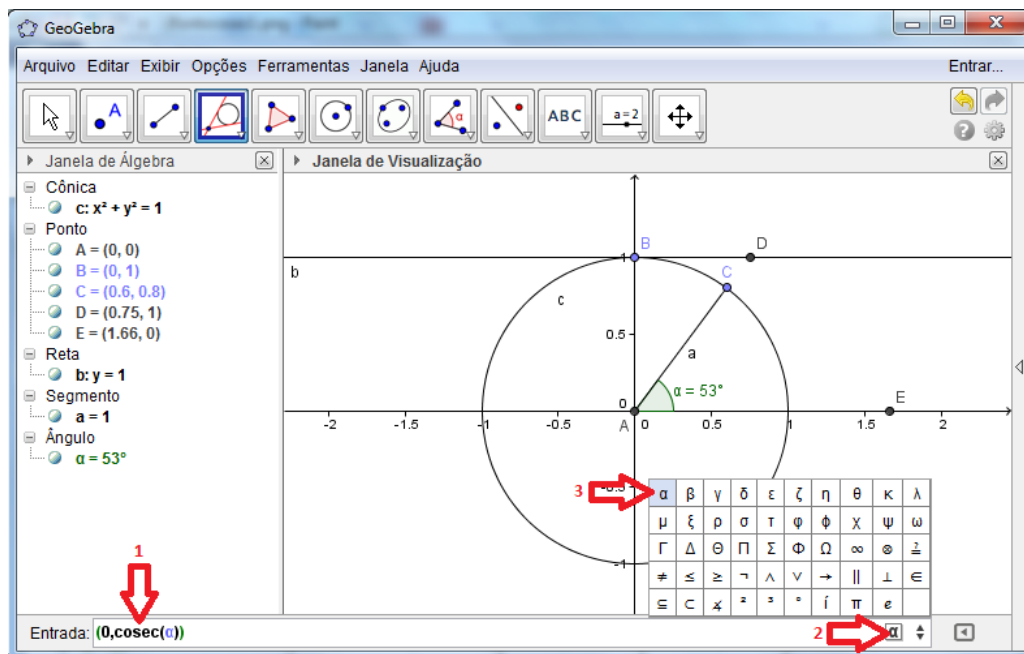 GeoGebra
Arquivo Editar Exibir Opções Ferramentas Janela Ajuda Entrar...
A α ABC a=2
Janela de Álgebra
Janela de Visualização
Cônica
c: x² + y² = 1
Ponto
A = (0, 0)
B = (0, 1)
C = (0.6, 0.8)
D = (0.75, 1)
E = (1.66, 0)
Reta
b: y = 1
Segmento
a = 1
Ângulo
α = 53°
B D
1
b
C
c
0.5
a
α = 53°
0 E
A
-2 -1.5 -1 -0.5 0 0.5 1 1.5 2
3
-0.5
α β γ δ ε ζ η θ κ λ
μ ξ ρ σ τ φ ϕ χ ψ ω
Γ Δ Θ Π Σ Φ Ω ∞ ⊗ ≟
≠ ≤ ≥ ¬ ∧ ∨ → ∥ ⊥ ∈
⊆ ⊂ ∡ ² ³ ° í π e
-1
1
Entrada: (0,cosec(α))
2
α